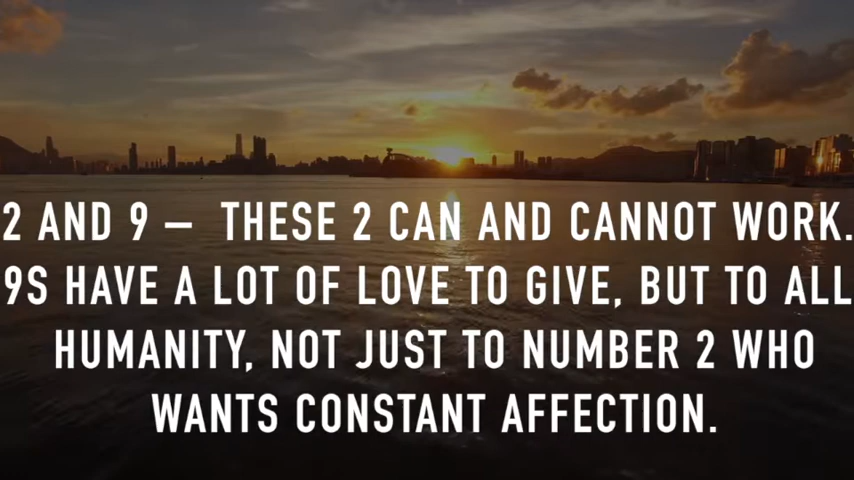 2 AND 9 – THESE 2 CAN AND CANNOT WORK.
9S HAVE A LOT OF LOVE TO GIVE, BUT TO ALL
HUMANITY, NOT JUST TO NUMBER 2 WHO
WANTS CONSTANT AFFECTION.